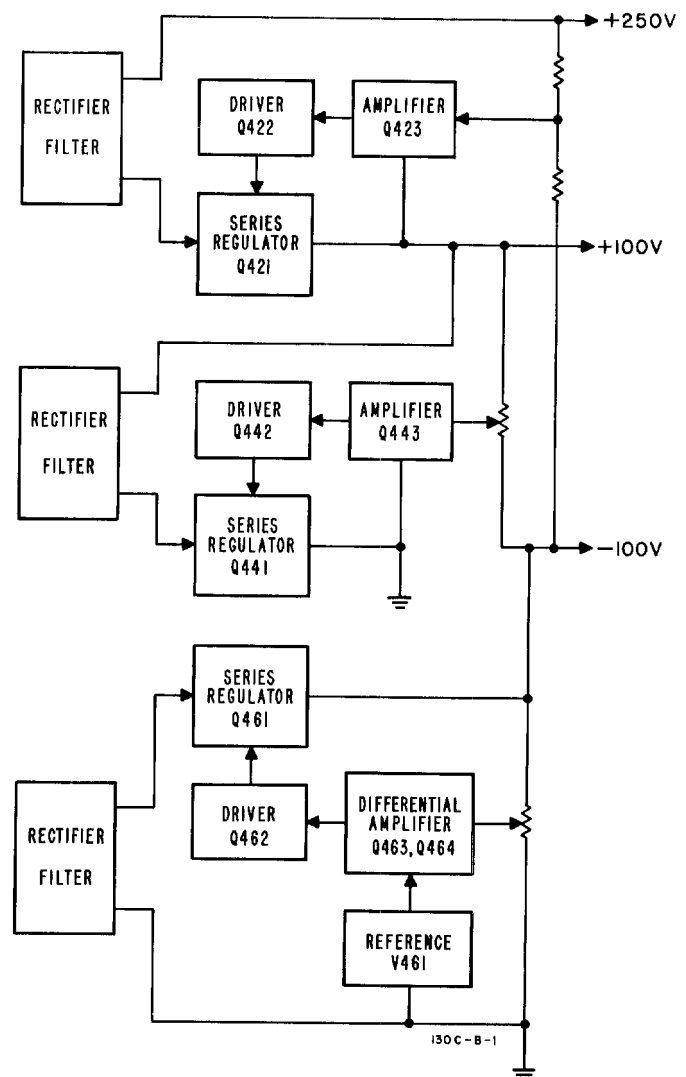 +250V
RECTIFIER
FILTER
DRIVER
Q422
AMPLIFIER
Q423
SERIES
REGULATOR
Q421
+100V
RECTIFIER
FILTER
DRIVER
Q442
AMPLIFIER
Q443
SERIES
REGULATOR
Q441
-100V
SERIES
REGULATOR
Q461
RECTIFIER
FILTER
DRIVER
Q462
DIFFERENTIAL
AMPLIFIER
Q463,Q464
REFERENCE
V461
130C-B-1